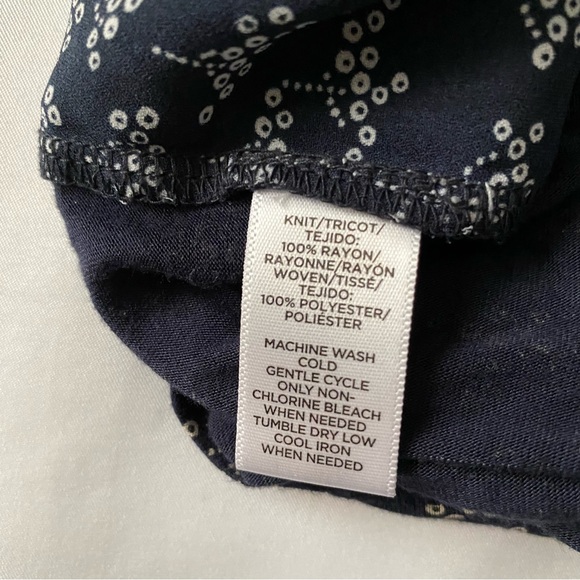 KNIT/TRICOT/
TEJIDO:
100% RAYON/
RAYONNE/RAYÓN
WOVEN/TISSÉ/
TEJIDO:
100% POLYESTER/
POLIÉSTER
MACHINE WASH
COLD
GENTLE CYCLE
ONLY NON-
CHLORINE BLEACH
WHEN NEEDED
TUMBLE DRY LOW
COOL IRON
WHEN NEEDED